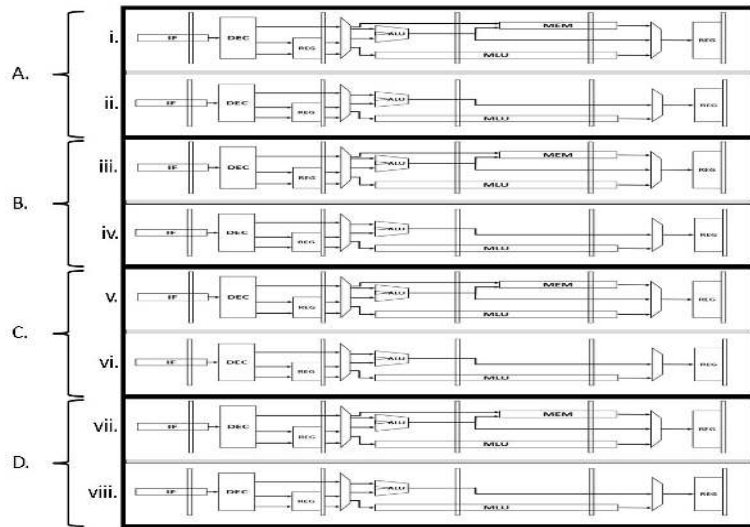 A.
i. IF DEC REG ALU MEM MLU REG
ii. IF DEC REG ALU MLU REG
B.
iii. IF DEC REG ALU MEM MLU REG
iv. IF DEC REG ALU MLU REG
C.
v. IF DEC REG ALU MEM MLU REG
vi. IF DEC REG ALU MLU REG
D.
vii. IF DEC REG ALU MEM MLU REG
viii. IF DEC REG ALU MLU REG